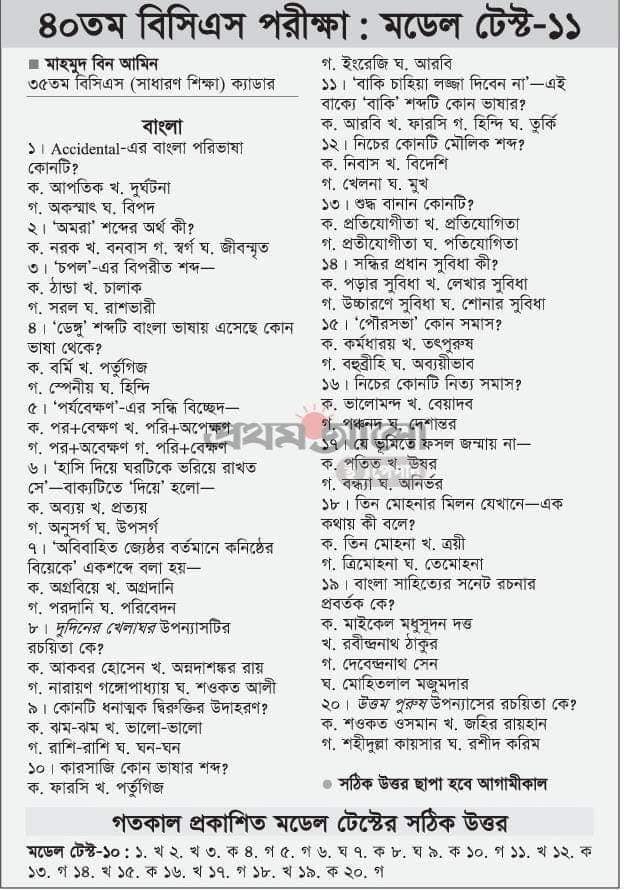 ৪০তম বিসিএস পরীক্ষা : মডেল টেস্ট-১১
■ মাহমুদ বিন আমিন
৩৫তম বিসিএস (সাধারণ শিক্ষা) ক্যাডার
বাংলা
১। Accidental-এর বাংলা পরিভাষা
কোনটি?
ক. আপতিক খ. দুর্ঘটনা
গ. অকস্মাৎ ঘ. বিপদ
২। ‘অমরা’ শব্দের অর্থ কী?
ক. নরক খ. বনবাস গ. স্বর্গ ঘ. জীবন্মৃত
৩। ‘চপল’-এর বিপরীত শব্দ—
ক. ঠান্ডা খ. চালাক
গ. সরল ঘ. রাশভারী
৪। ‘ডেঙ্গু’ শব্দটি বাংলা ভাষায় এসেছে কোন
ভাষা থেকে?
ক. বর্মি খ. পর্তুগিজ
গ. স্পেনীয় ঘ. হিন্দি
৫। ‘পর্যবেক্ষণ’-এর সন্ধি বিচ্ছেদ—
ক. পর+বেক্ষণ খ. পরি+অপেক্ষণ
গ. পর+অবেক্ষণ গ. পরি+বেক্ষণ
৬। ‘হাসি দিয়ে ঘরটিকে ভরিয়ে রাখত
সে’—বাক্যটিতে ‘দিয়ে’ হলো—
ক. অব্যয় খ. প্রত্যয়
গ. অনুসর্গ ঘ. উপসর্গ
৭। ‘অবিবাহিত জ্যেষ্ঠর বর্তমানে কনিষ্ঠের
বিয়েকে’ একশব্দে বলা হয়—
ক. অগ্রবিয়ে খ. অগ্রদানি
গ. পরদানি ঘ. পরিবেদন
৮। দুদিনের খেলাঘর উপন্যাসটির
রচয়িতা কে?
ক. আকবর হোসেন খ. অন্নদাশঙ্কর রায়
গ. নারায়ণ গঙ্গোপাধ্যায় ঘ. শওকত আলী
৯। কোনটি ধনাত্মক দ্বিরুক্তির উদাহরণ?
ক. ঝম-ঝম খ. ভালো-ভালো
গ. রাশি-রাশি ঘ. ঘন-ঘন
১০। কারসাজি কোন ভাষার শব্দ?
ক. ফারসি খ. পর্তুগিজ
গ. ইংরেজি ঘ. আরবি
১১। ‘বাকি চাহিয়া লজ্জা দিবেন না’—এই
বাক্যে ‘বাকি’ শব্দটি কোন ভাষার?
ক. আরবি খ. ফারসি গ. হিন্দি ঘ. তুর্কি
১২। নিচের কোনটি মৌলিক শব্দ?
ক. নিবাস খ. বিদেশি
গ. খেলনা ঘ. মুখ
১৩। শুদ্ধ বানান কোনটি?
ক. প্রতিযোগীতা খ. প্রতিযোগিতা
গ. প্রতীযোগীতা ঘ. পতিযোগিতা
১৪। সন্ধির প্রধান সুবিধা কী?
ক. পড়ার সুবিধা খ. লেখার সুবিধা
গ. উচ্চারণে সুবিধা ঘ. শোনার সুবিধা
১৫। ‘পৌরসভা’ কোন সমাস?
ক. কর্মধারয় খ. তৎপুরুষ
গ. বহুব্রীহি ঘ. অব্যয়ীভাব
১৬। নিচের কোনটি নিত্য সমাস?
ক. ভালোমন্দ খ. বেয়াদব
গ. পঞ্চনদ ঘ. দেশান্তর
প্রথম আলো
১৭। যে ভূমিতে ফসল জন্মায় না—
ক. পতিত খ. ঊষর
গ. বন্ধ্যা ঘ. অনির্ভর
১৮। তিন মোহনার মিলন যেখানে—এক
কথায় কী বলে?
ক. তিন মোহনা খ. ত্রয়ী
গ. ত্রিমোহনা ঘ. তেমোহনা
১৯। বাংলা সাহিত্যের সনেট রচনার
প্রবর্তক কে?
ক. মাইকেল মধুসূদন দত্ত
খ. রবীন্দ্রনাথ ঠাকুর
গ. দেবেন্দ্রনাথ সেন
ঘ. মোহিতলাল মজুমদার
২০। উত্তম পুরুষ উপন্যাসের রচয়িতা কে?
ক. শওকত ওসমান খ. জহির রায়হান
গ. শহীদুল্লা কায়সার ঘ. রশীদ করিম
● সঠিক উত্তর ছাপা হবে আগামীকাল
গতকাল প্রকাশিত মডেল টেস্টের সঠিক উত্তর
মডেল টেস্ট-১০ : ১. খ ২. খ ৩. ক ৪. গ ৫. গ ৬. ঘ ৭. ক ৮. ঘ ৯. ক ১০. গ ১১. খ ১২. ক
১৩. গ ১৪. খ ১৫. ক ১৬. খ ১৭. গ ১৮. খ ১৯. ক ২০. গ